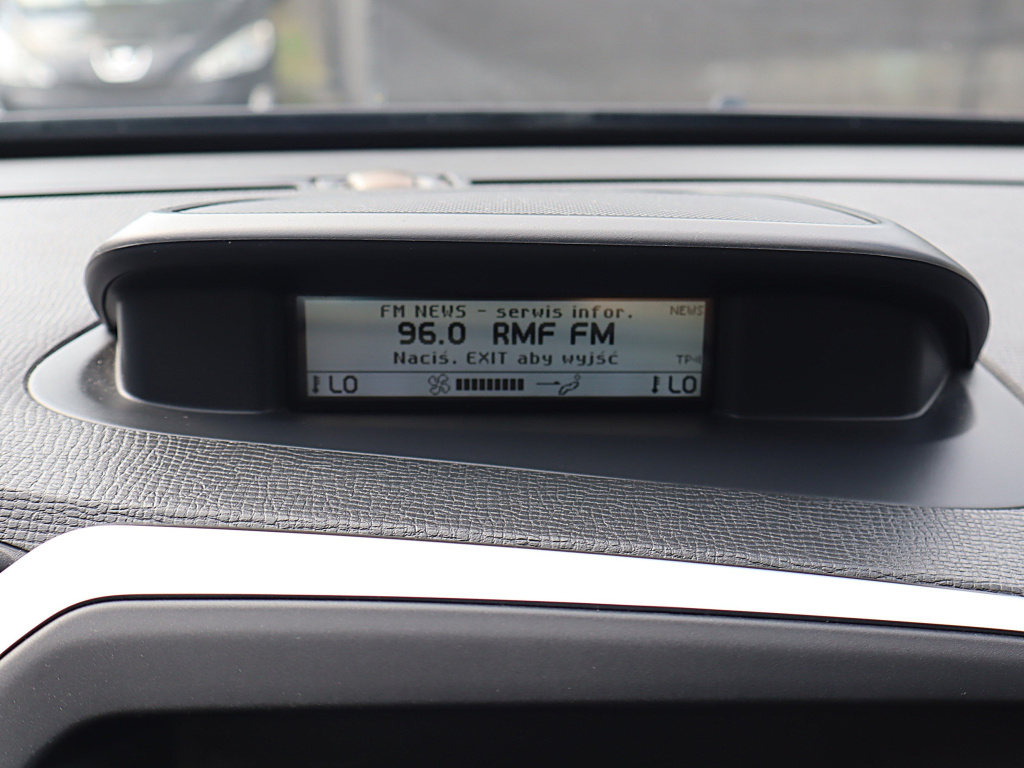 FM NEWS - serwis infor.
NEWS
96.0 RMF FM
Naciś. EXIT aby wyjść
TP
LO LO